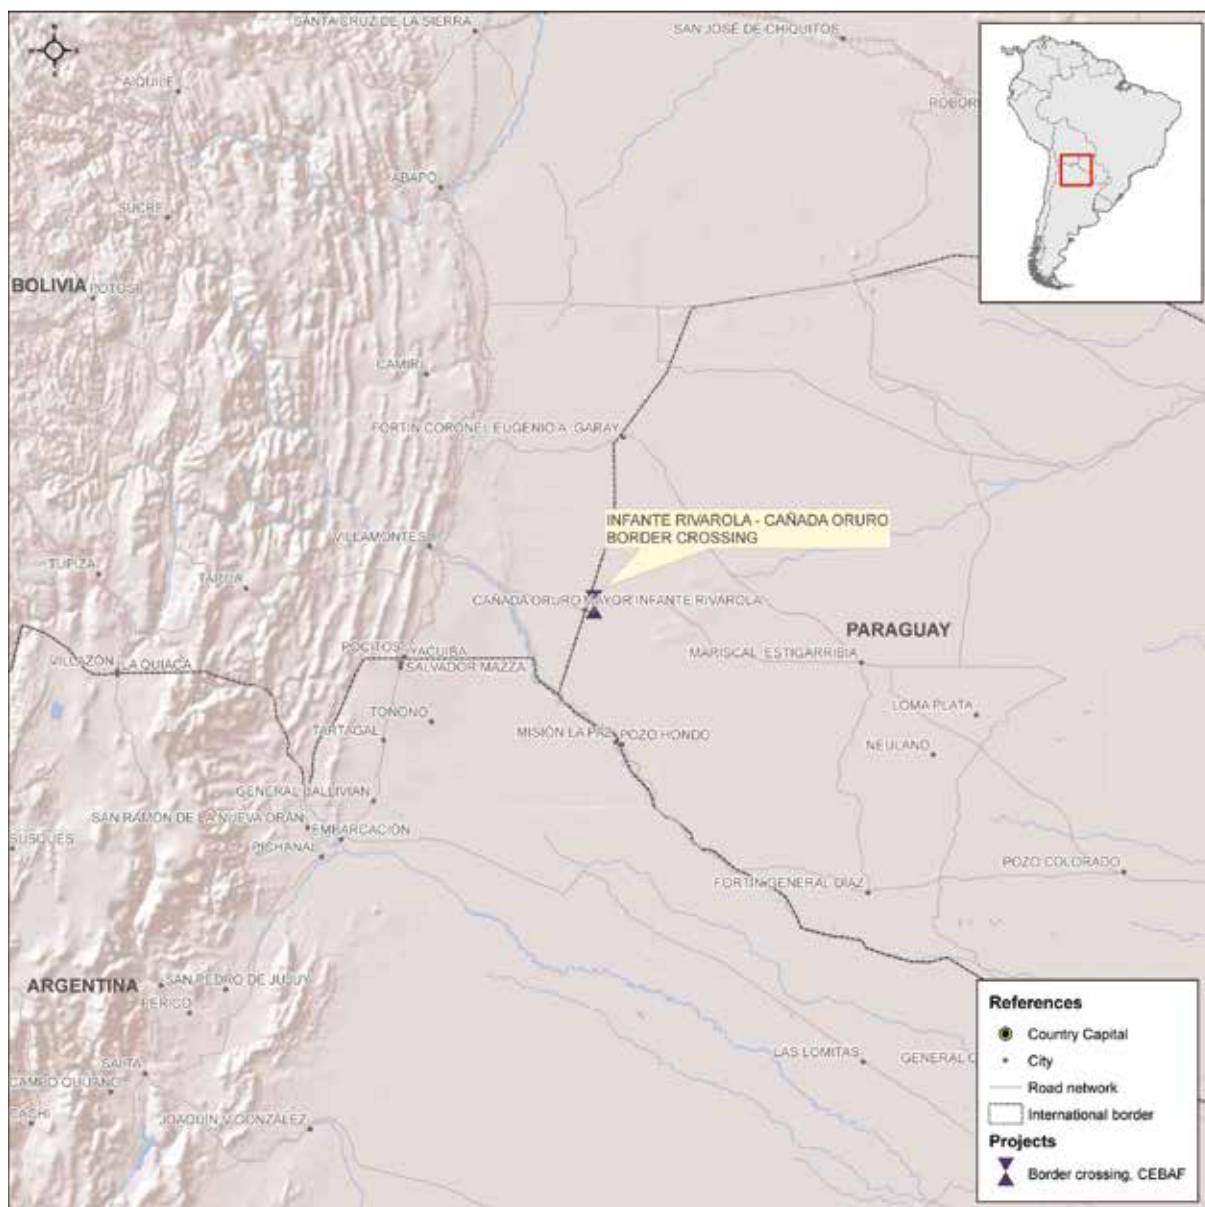 SANTA CRUZ DE LA SIERRA
SAN JOSÉ DE CHIQUITOS
AIQUILE
ROBOR
ABAPÓ
SUCRE
BOLIVIA
POTOSÍ
CAMIRI
FORTÍN CORONEL EUGENIO A. GARAY
INFANTE RIVAROLA - CAÑADA ORURO
BORDER CROSSING
VILLAMONTES
TUPIZA
TARIJA
CAÑADA ORURO
MAYOR INFANTE RIVAROLA
PARAGUAY
POCITOS
YACUIBA
MARISCAL ESTIGARRIBIA
VILLAZÓN
LA QUIACA
SALVADOR MAZZA
LOMA PLATA
TONONO
TARTAGAL
MISIÓN LA PAZ
POZO HONDO
NEULAND
GENERAL BALLIVIAN
SAN RAMÓN DE LA NUEVA ORÁN
EMBARCACIÓN
SUSQUES
PICHANAL
POZO COLORADO
FORTÍN GENERAL DÍAZ
ARGENTINA
SAN PEDRO DE JUJUY
PERICO
References
Country Capital
LAS LOMITAS
GENERAL
City
SALTA
CAMPO QUIJANO
Road network
CACHI
JOAQUÍN V. GONZÁLEZ
International border
Projects
Border crossing, CEBAF